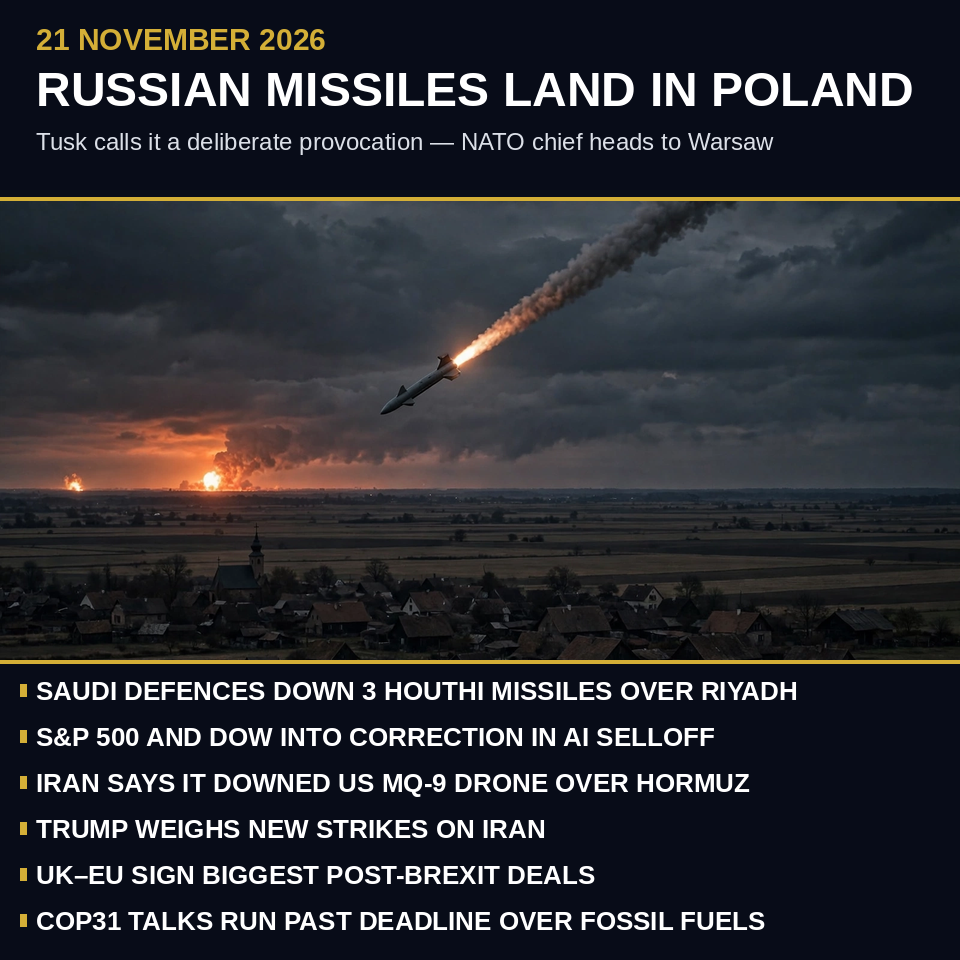 21 NOVEMBER 2026
RUSSIAN MISSILES LAND IN POLAND
Tusk calls it a deliberate provocation — NATO chief heads to Warsaw
SAUDI DEFENCES DOWN 3 HOUTHI MISSILES OVER RIYADH
S&P 500 AND DOW INTO CORRECTION IN AI SELLOFF
IRAN SAYS IT DOWNED US MQ-9 DRONE OVER HORMUZ
TRUMP WEIGHS NEW STRIKES ON IRAN
UK–EU SIGN BIGGEST POST-BREXIT DEALS
COP31 TALKS RUN PAST DEADLINE OVER FOSSIL FUELS